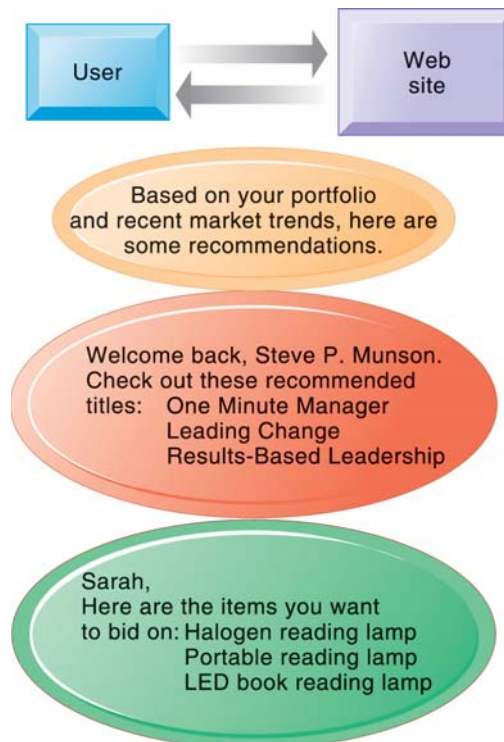 User
Web
site
Based on your portfolio
and recent market trends, here are
some recommendations.
Welcome back, Steve P. Munson.
Check out these recommended
titles: One Minute Manager
Leading Change
Results-Based Leadership
Sarah,
Here are the items you want
to bid on: Halogen reading lamp
Portable reading lamp
LED book reading lamp